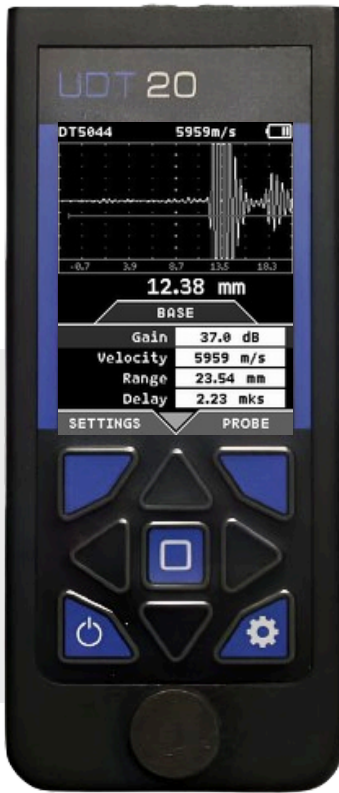 UDT 20
DT5044 5959m/s
-0.7 3.9 8.7 13.5 18.3
12.38 mm
BASE
Gain 37.0 dB
Velocity 5959 m/s
Range 23.54 mm
Delay 2.23 mks
SETTINGS PROBE